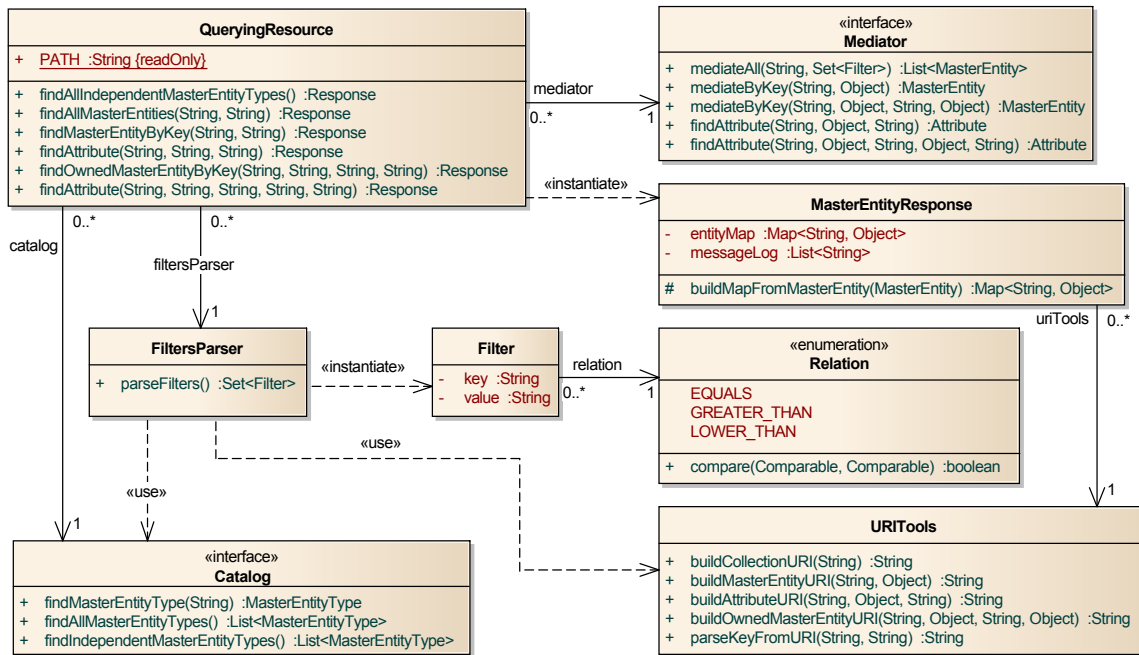 QueryingResource
+ PATH :String {readOnly}
+ findAllIndependentMasterEntityTypes() :Response
+ findAllMasterEntities(String, String) :Response
+ findMasterEntityByKey(String, String) :Response
+ findAttribute(String, String, String) :Response
+ findOwnedMasterEntityByKey(String, String, String, String) :Response
+ findAttribute(String, String, String, String, String) :Response
mediator
0..*
1
«interface»
Mediator
+ mediateAll(String, Set<Filter>) :List<MasterEntity>
+ mediateByKey(String, Object) :MasterEntity
+ mediateByKey(String, Object, String, Object) :MasterEntity
+ findAttribute(String, Object, String) :Attribute
+ findAttribute(String, Object, String, Object, String) :Attribute
«instantiate»
MasterEntityResponse
- entityMap :Map<String, Object>
- messageLog :List<String>
# buildMapFromMasterEntity(MasterEntity) :Map<String, Object>
0..*
catalog
0..*
filtersParser
1
uriTools
0..*
FiltersParser
+ parseFilters() :Set<Filter>
«instantiate»
Filter
- key :String
- value :String
relation
0..*
1
«enumeration»
Relation
EQUALS
GREATER_THAN
LOWER_THAN
+ compare(Comparable, Comparable) :boolean
«use»
«use»
1
1
«interface»
Catalog
+ findMasterEntityType(String) :MasterEntityType
+ findAllMasterEntityTypes() :List<MasterEntityType>
+ findIndependentMasterEntityTypes() :List<MasterEntityType>
URITools
+ buildCollectionURI(String) :String
+ buildMasterEntityURI(String, Object) :String
+ buildAttributeURI(String, Object, String) :String
+ buildOwnedMasterEntityURI(String, Object, String, Object) :String
+ parseKeyFromURI(String, String) :String